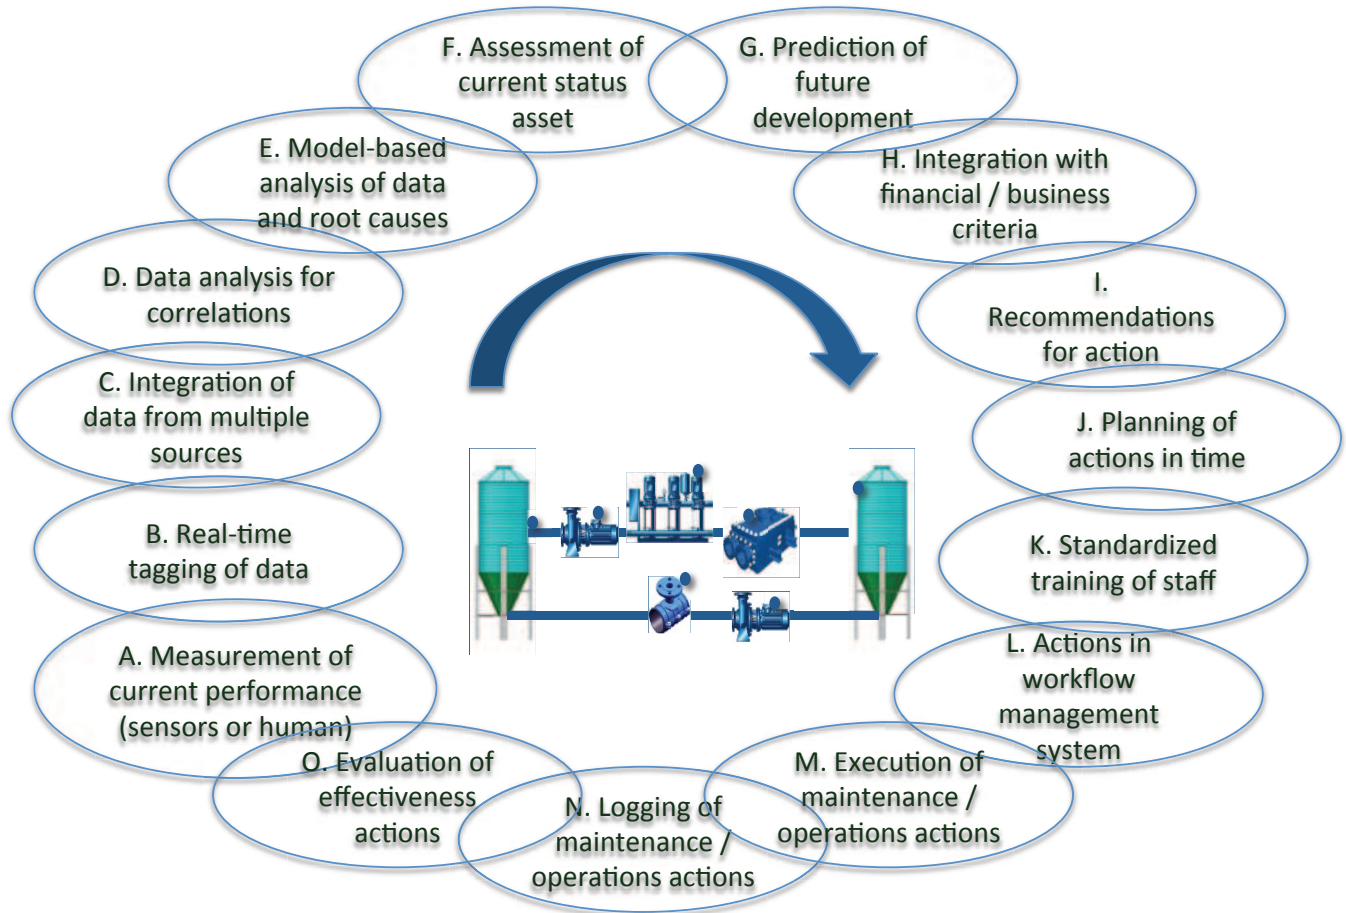 F. Assessment of
current status
asset
G. Prediction of
future
development
E. Model-based
analysis of data
and root causes
H. Integration with
financial / business
criteria
D. Data analysis for
correlations
I.
Recommendations
for action
C. Integration of
data from multiple
sources
J. Planning of
actions in time
B. Real-time
tagging of data
K. Standardized
training of staff
A. Measurement of
current performance
(sensors or human)
L. Actions in
workflow
management
system
O. Evaluation of
effectiveness
actions
N. Logging of
maintenance /
operations actions
M. Execution of
maintenance /
operations actions